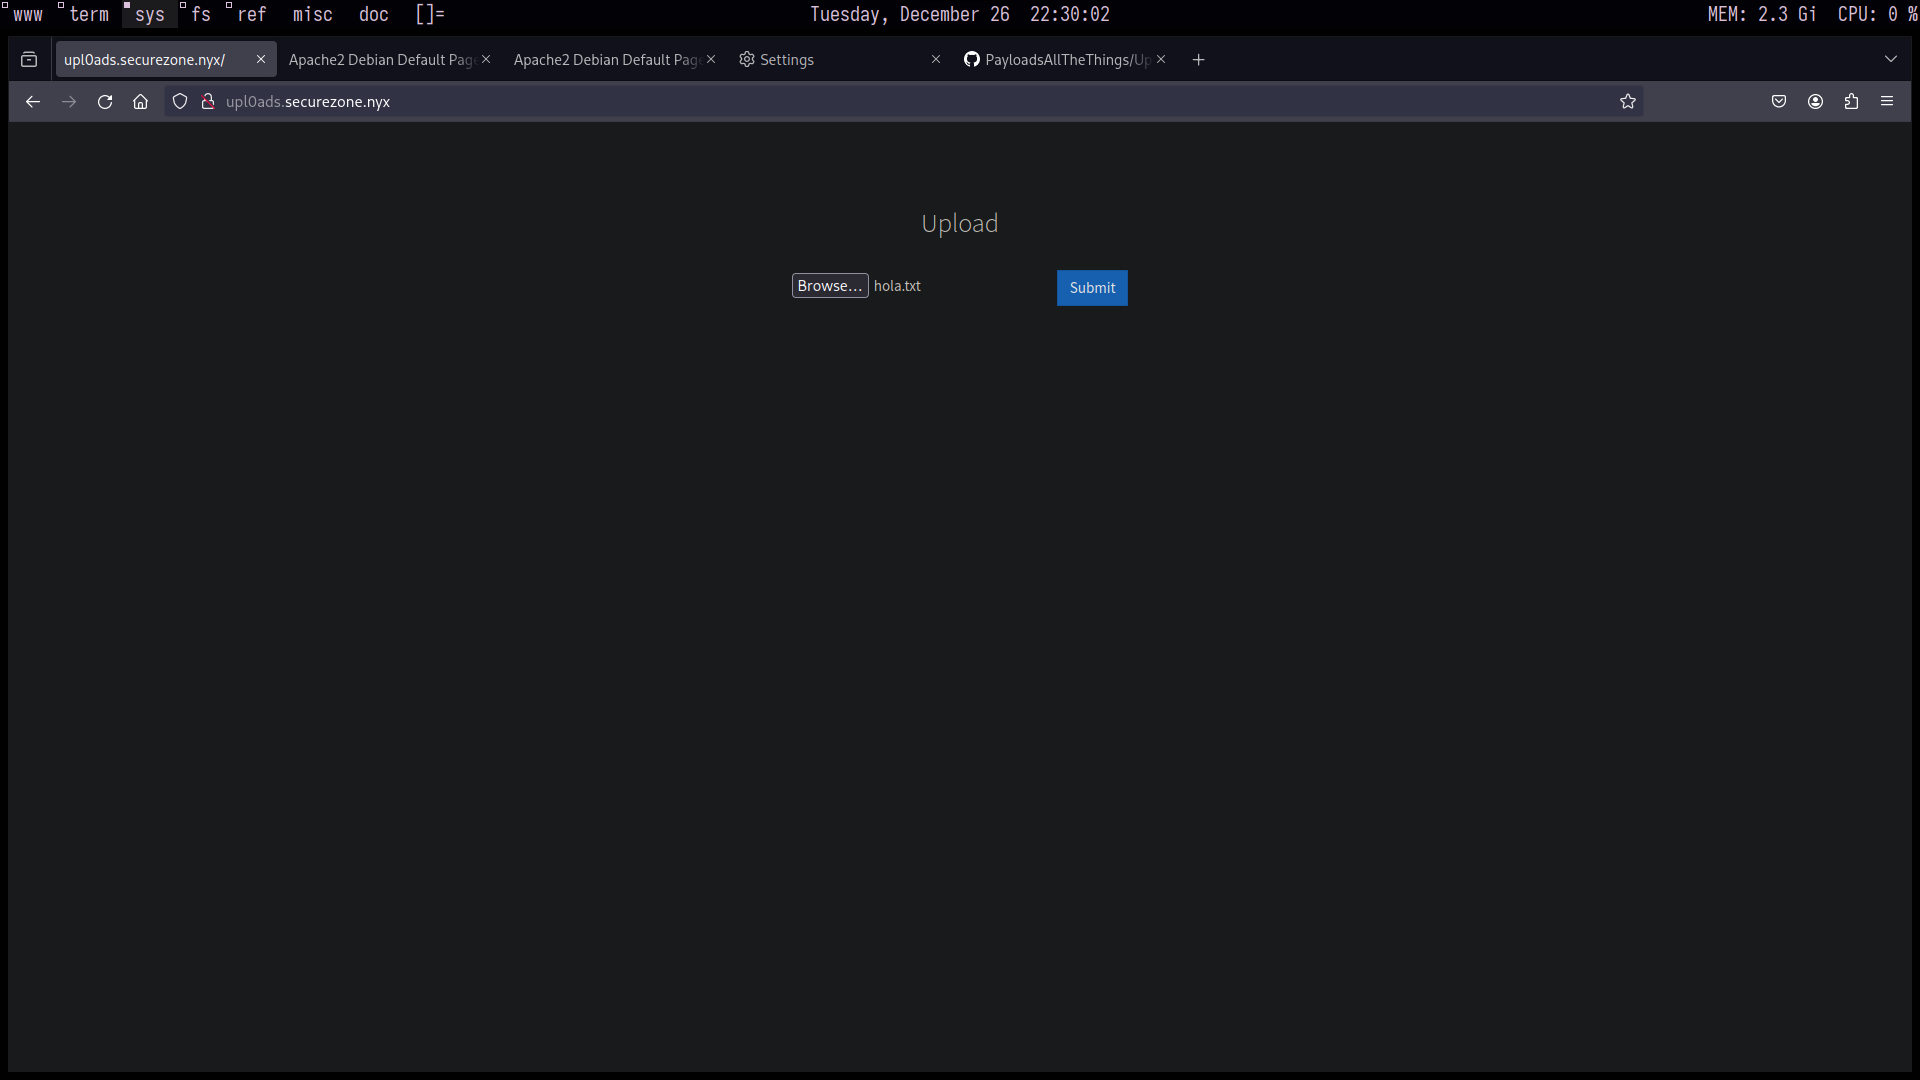 www term sys fs ref misc doc []= Tuesday, December 26 22:30:02 MEM: 2.3 Gi CPU: 0 %
upl0ads.securezone.nyx/ Apache2 Debian Default Pag Apache2 Debian Default Pag Settings PayloadsAllTheThings/Up
upl0ads.securezone.nyx
Upload
Browse... hola.txt Submit